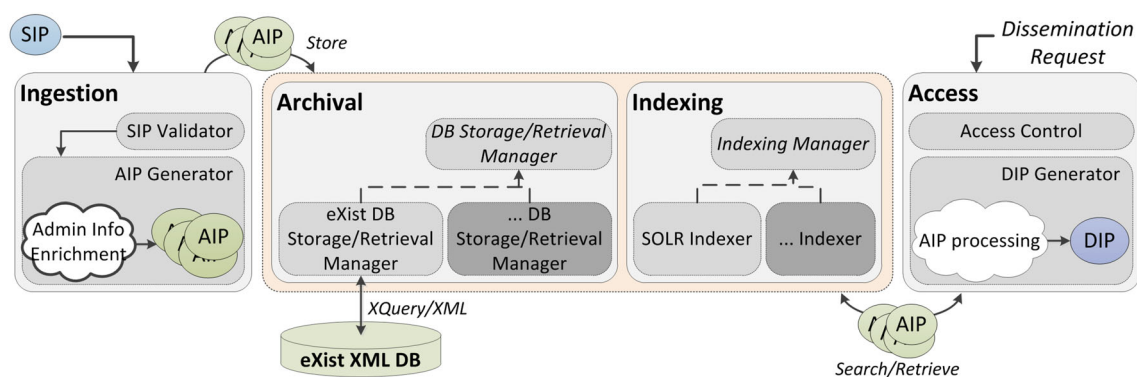 SIP
AIP
Store
Dissemination
Request
Ingestion
SIP Validator
AIP Generator
Admin Info
Enrichment
AIP
Archival
DB Storage/Retrieval
Manager
eXist DB
Storage/Retrieval
Manager
... DB
Storage/Retrieval
Manager
XQuery/XML
eXist XML DB
Indexing
Indexing Manager
SOLR Indexer
... Indexer
AIP
Search/Retrieve
Access
Access Control
DIP Generator
AIP processing
DIP